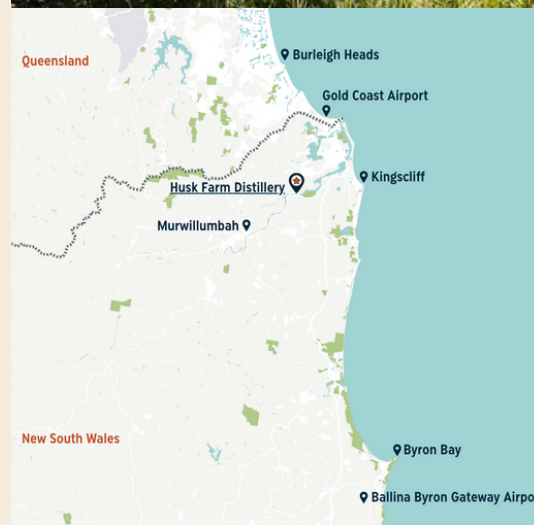 Queensland
Burleigh Heads
Gold Coast Airport
Kingscliff
Husk Farm Distillery
Murwillumbah
New South Wales
Byron Bay
Ballina Byron Gateway Airpo